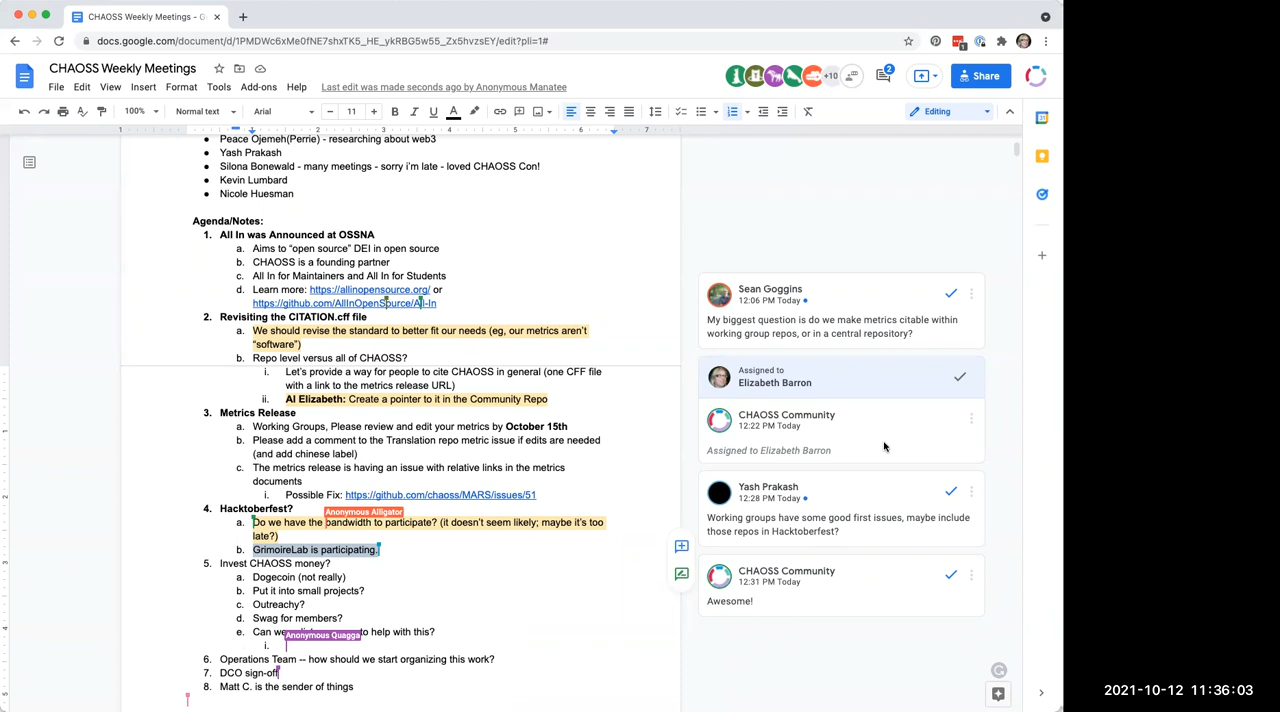 CHAOSS Weekly Meetings - G
docs.google.com/document/d/1PMDWc6xMe0fNE7shxTK5_HE_ykRBG5w55_Zx5hvzsEY/edit?pli=1#
CHAOSS Weekly Meetings
+10
2
Share
File Edit View Insert Format Tools Add-ons Help Last edit was made seconds ago by Anonymous Manatee
100% Normal text Arial 11 Editing
1 1 2 3 4 5 6 7
Peace Ojemeh(Perrie) - researching about web3
Yash Prakash
Silona Bonewald - many meetings - sorry i'm late - loved CHAOSS Con!
Kevin Lumbard
Nicole Huesman
Agenda/Notes:
1. All In was Announced at OSSNA
a. Aims to "open source" DEI in open source
b. CHAOSS is a founding partner
c. All In for Maintainers and All In for Students
d. Learn more: https://allinopensource.org/ or
https://github.com/AllInOpenSource/All-In
2. Revisiting the CITATION.cff file
a. We should revise the standard to better fit our needs (eg, our metrics aren't
"software")
b. Repo level versus all of CHAOSS?
i. Let's provide a way for people to cite CHAOSS in general (one CFF file
with a link to the metrics release URL)
ii. AI Elizabeth: Create a pointer to it in the Community Repo
3. Metrics Release
a. Working Groups, Please review and edit your metrics by October 15th
b. Please add a comment to the Translation repo metric issue if edits are needed
(and add chinese label)
c. The metrics release is having an issue with relative links in the metrics
documents
i. Possible Fix: https://github.com/chaoss/MARS/issues/51
4. Hacktoberfest?
Anonymous Alligator
a. Do we have the bandwidth to participate? (it doesn't seem likely; maybe it's too
late?)
b. GrimoireLab is participating.
5. Invest CHAOSS money?
a. Dogecoin (not really)
b. Put it into small projects?
c. Outreachy?
d. Swag for members?
e. Can we to help with this?
Anonymous Quagga
i.
6. Operations Team -- how should we start organizing this work?
7. DCO sign-off
8. Matt C. is the sender of things
Sean Goggins
12:06 PM Today
My biggest question is do we make metrics citable within
working group repos, or in a central repository?
Assigned to
Elizabeth Barron
CHAOSS Community
12:22 PM Today
Assigned to Elizabeth Barron
Yash Prakash
12:28 PM Today
Working groups have some good first issues, maybe include
those repos in Hacktoberfest?
CHAOSS Community
12:31 PM Today
Awesome!
2021-10-12 11:36:03